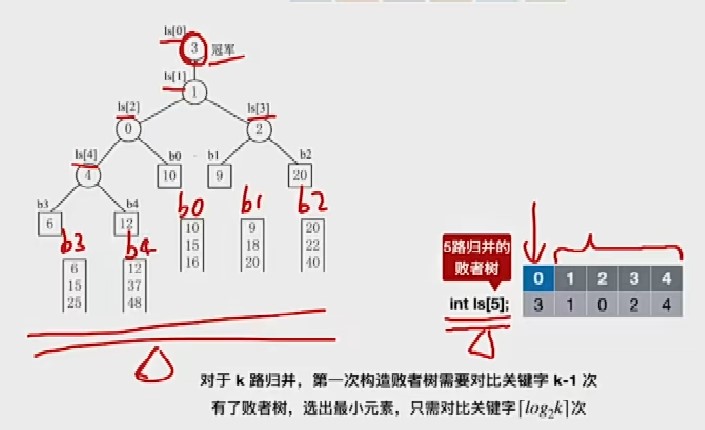 ls[0]
3 冠军
ls[1]
1
ls[2] ls[3]
0 2
ls[4] b0 b1 b2
4 10 9 20
b3 b4 b0 b1 b2
6 12
b3 b4
10 9 20
15 18 22
16 20 40
6 12
15 37
25 48
5路归并的
败者树
0 1 2 3 4
int ls[5]; 3 1 0 2 4
对于 k 路归并，第一次构造败者树需要对比关键字 k-1 次
有了败者树，选出最小元素，只需对比关键字⌈log₂k⌉次